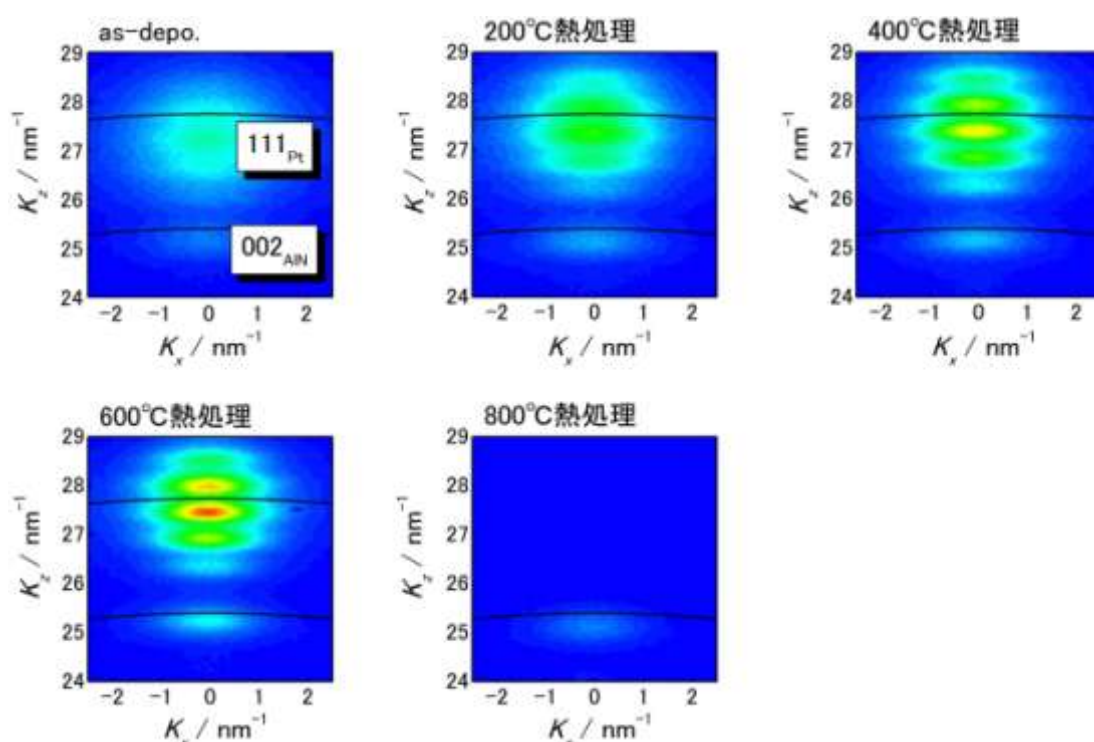 as-depo.
29
28
27
26
25
24
K_z / nm⁻¹
111_Pt
002_AlN
−2 −1 0 1 2
K_x / nm⁻¹
200℃熱処理
29
28
27
26
25
24
K_z / nm⁻¹
−2 −1 0 1 2
K_x / nm⁻¹
400℃熱処理
29
28
27
26
25
24
K_z / nm⁻¹
−2 −1 0 1 2
K_x / nm⁻¹
600℃熱処理
29
28
27
26
25
24
K_z / nm⁻¹
−2 −1 0 1 2
K_x / nm⁻¹
800℃熱処理
29
28
27
26
25
24
K_z / nm⁻¹
−2 −1 0 1 2
K_x / nm⁻¹